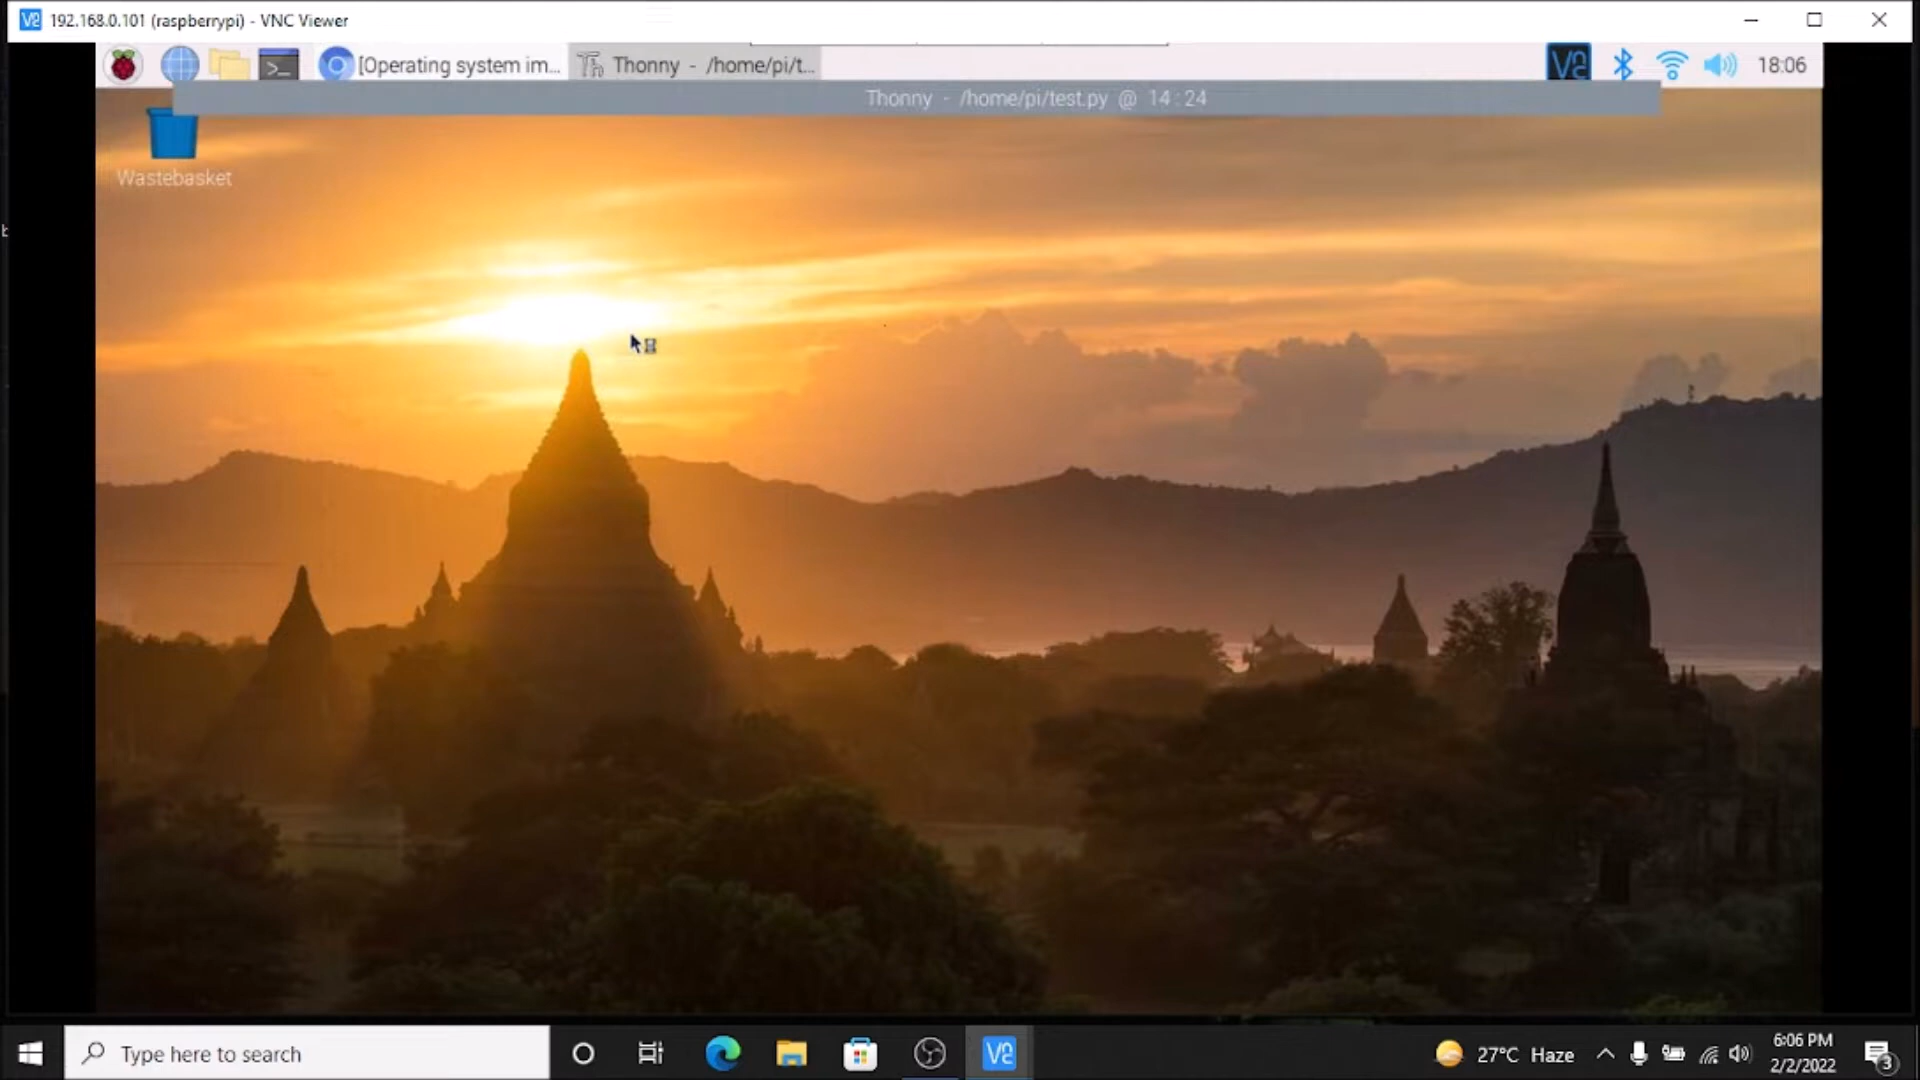 192.168.0.101 (raspberrypi) - VNC Viewer
[Operating system im...
Thonny - /home/pi/t...
18:06
Thonny - /home/pi/test.py @ 14:24
Wastebasket
Type here to search
27°C Haze
6:06 PM
2/2/2022
3